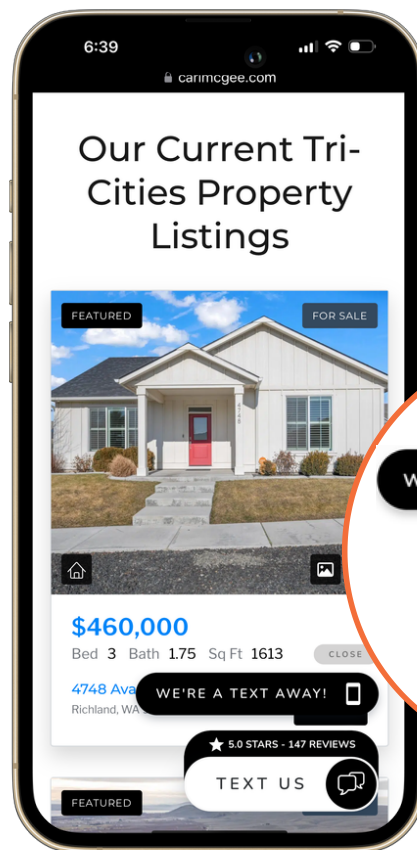 6:39
carimcgee.com
Our Current Tri-
Cities Property
Listings
FEATURED
FOR SALE
$460,000
Bed 3 Bath 1.75 Sq Ft 1613
CLOSE
4748 Ava
WE'RE A TEXT AWAY!
Richland, WA
5.0 STARS - 147 REVIEWS
TEXT US
FEATURED